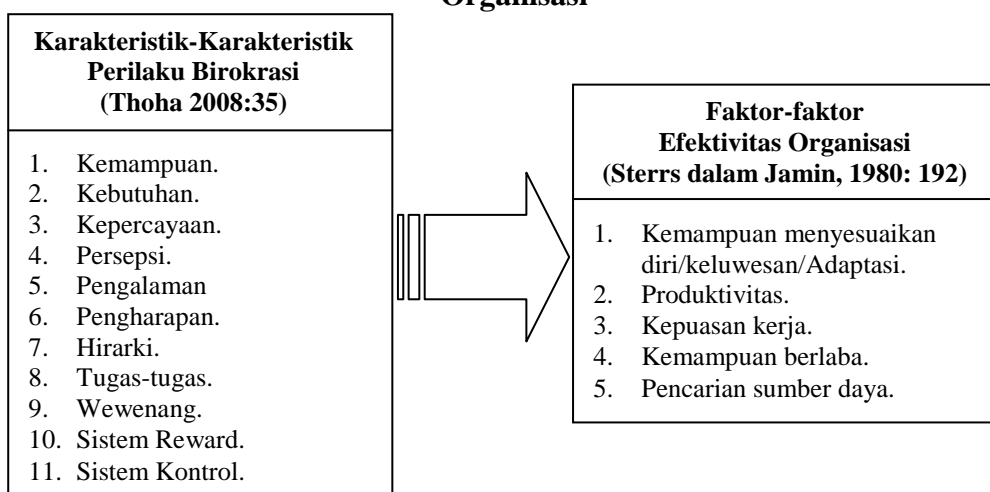 Organisasi
Karakteristik-Karakteristik
Perilaku Birokrasi
(Thoha 2008:35)
1. Kemampuan.
2. Kebutuhan.
3. Kepercayaan.
4. Persepsi.
5. Pengalaman
6. Pengharapan.
7. Hirarki.
8. Tugas-tugas.
9. Wewenang.
10. Sistem Reward.
11. Sistem Kontrol.
Faktor-faktor
Efektivitas Organisasi
(Sterrs dalam Jamin, 1980: 192)
1. Kemampuan menyesuaikan
diri/keluwesan/Adaptasi.
2. Produktivitas.
3. Kepuasan kerja.
4. Kemampuan berlaba.
5. Pencarian sumber daya.